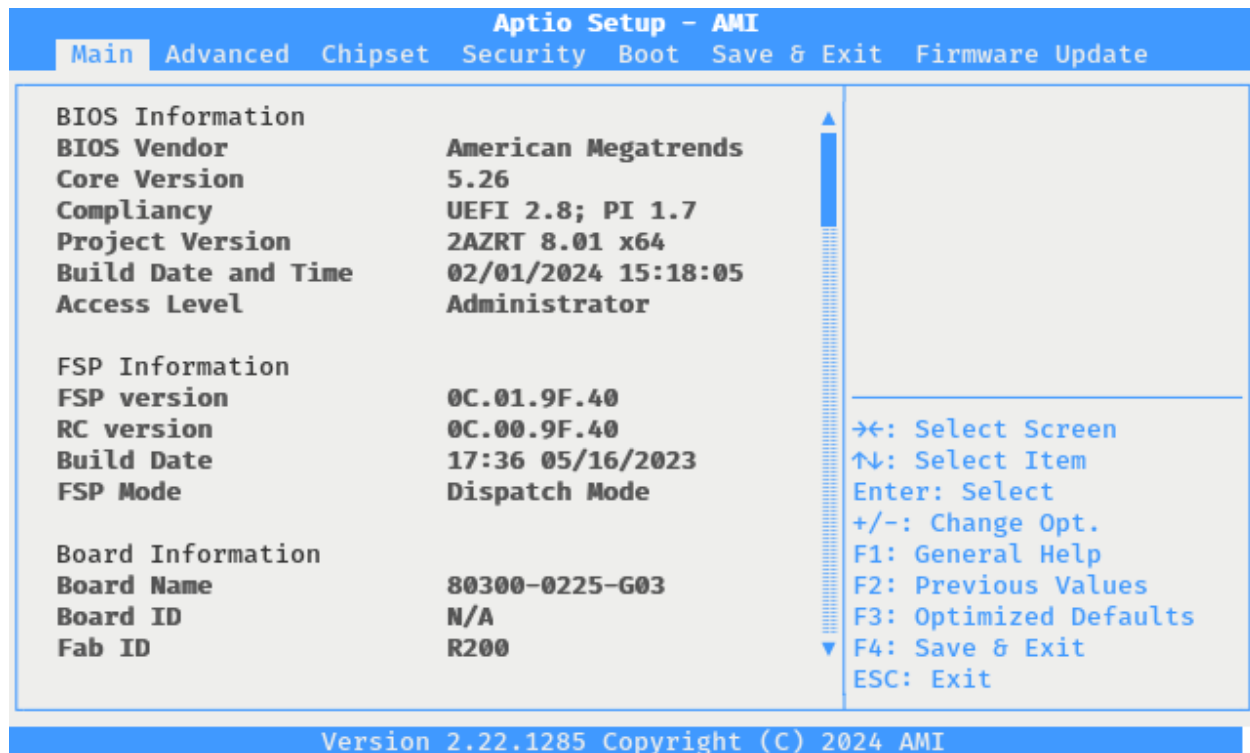 Aptio Setup – AMI
Main Advanced Chipset Security Boot Save & Exit Firmware Update
BIOS Information
BIOS Vendor American Megatrends
Core Version 5.26
Compliancy UEFI 2.8; PI 1.7
Project Version 2AZRT 8.01 x64
Build Date and Time 02/01/2024 15:18:05
Access Level Administrator
FSP Information
FSP version 0C.01.9F.40
RC version 0C.00.9F.40
Build Date 17:36 05/16/2023
FSP Mode Dispatch Mode
Board Information
Board Name 80300-0225-G03
Board ID N/A
Fab ID R200
→←: Select Screen
↑↓: Select Item
Enter: Select
+/-: Change Opt.
F1: General Help
F2: Previous Values
F3: Optimized Defaults
F4: Save & Exit
ESC: Exit
Version 2.22.1285 Copyright (C) 2024 AMI